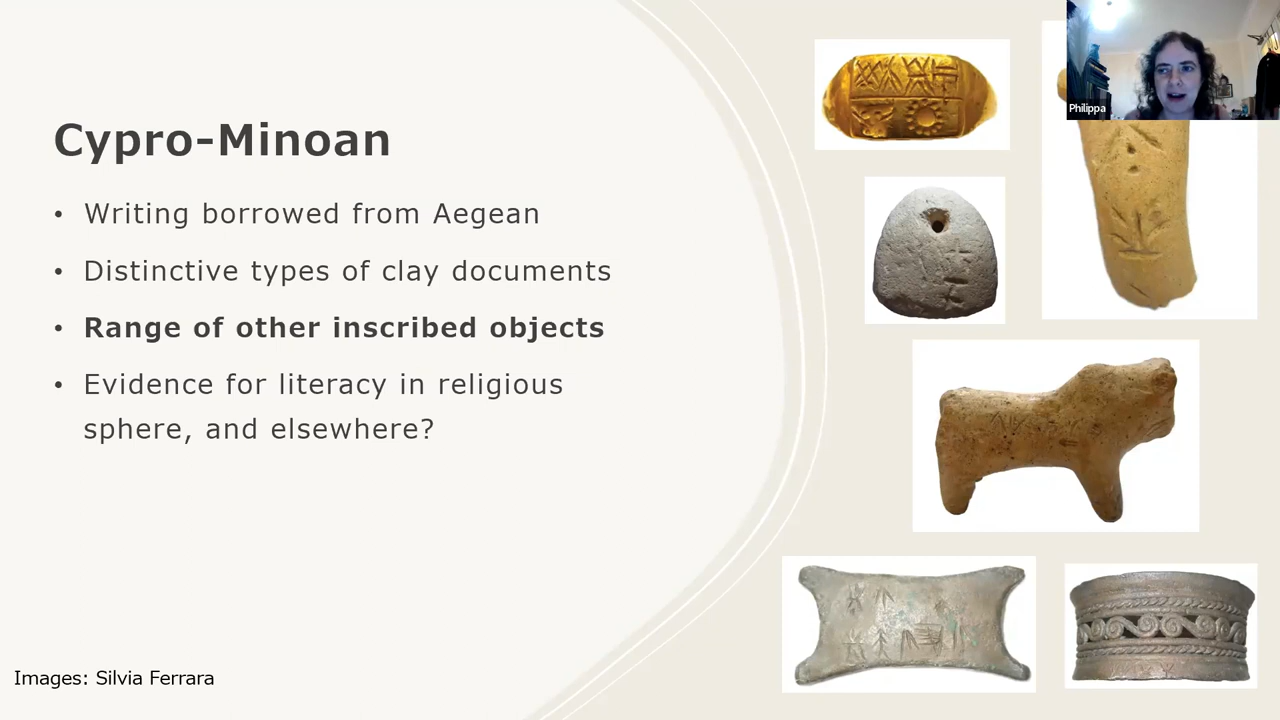 Cypro-Minoan
• Writing borrowed from Aegean
• Distinctive types of clay documents
• Range of other inscribed objects
• Evidence for literacy in religious
sphere, and elsewhere?
Images: Silvia Ferrara
Philippa